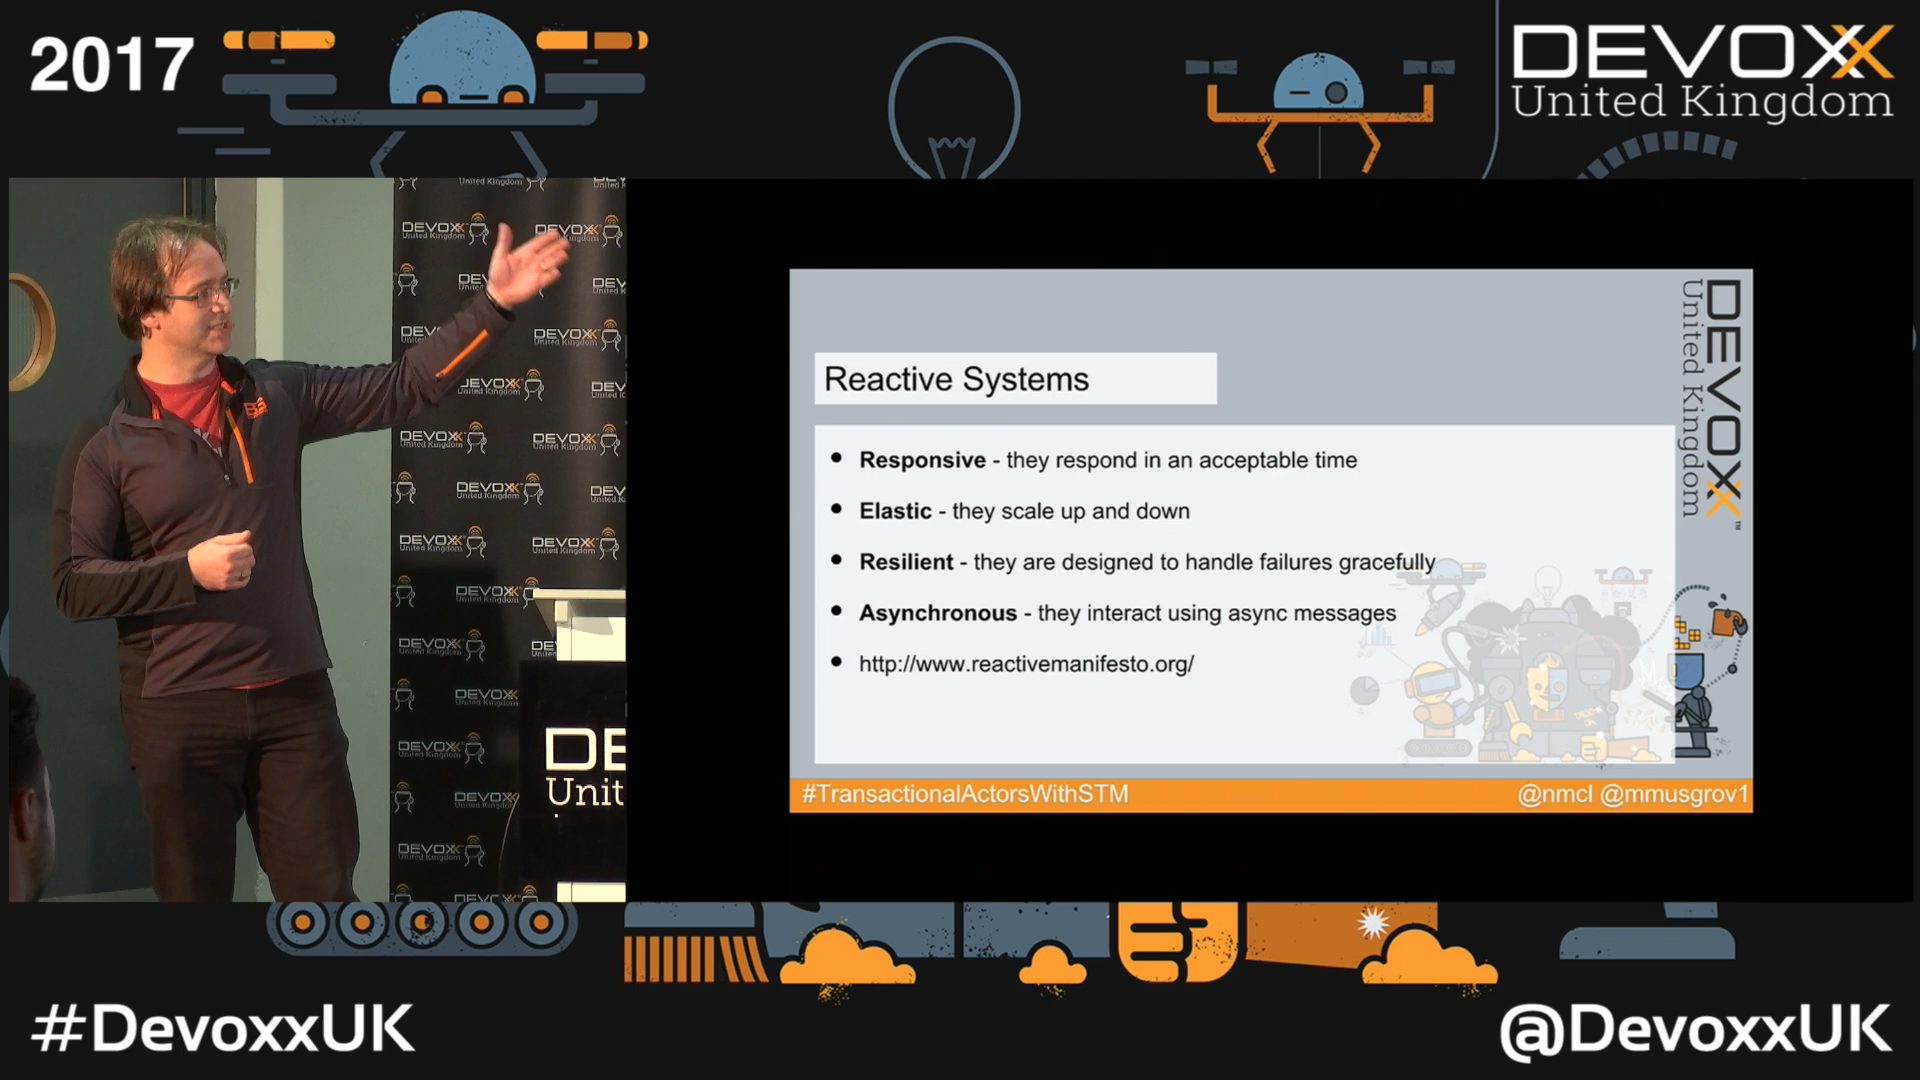 2017
DEVOXX
United Kingdom
DEVOXX
United Kingdom
Reactive Systems
• Responsive - they respond in an acceptable time
• Elastic - they scale up and down
• Resilient - they are designed to handle failures gracefully
• Asynchronous - they interact using async messages
• http://www.reactivemanifesto.org/
#TransactionalActorsWithSTM
@nmcl @mmusgrov1
DE
Unit
#DevoxxUK
@DevoxxUK